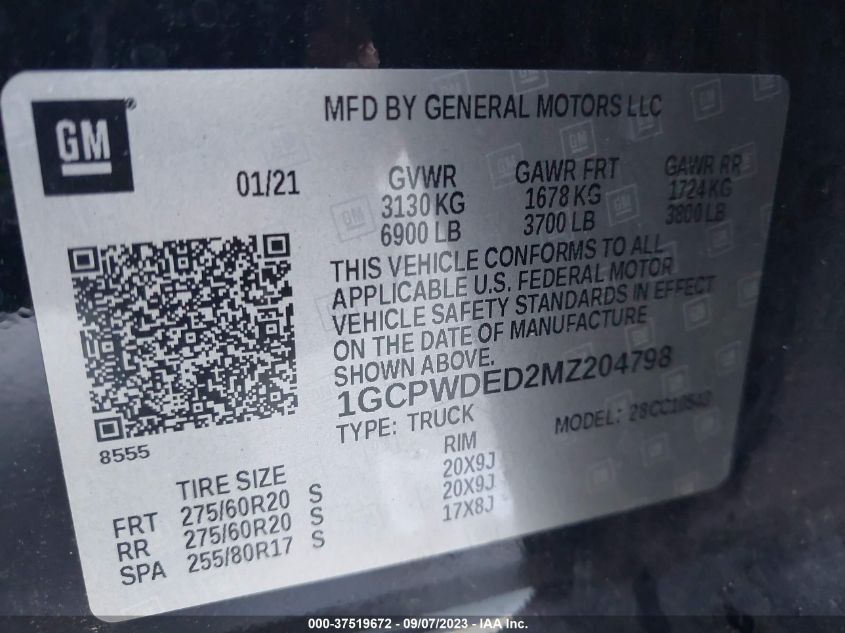 GM
MFD BY GENERAL MOTORS LLC
01/21
GVWR GAWR FRT GAWR RR
3130 KG 1678 KG 1724 KG
6900 LB 3700 LB 3800 LB
THIS VEHICLE CONFORMS TO ALL
APPLICABLE U.S. FEDERAL MOTOR
VEHICLE SAFETY STANDARDS IN EFFECT
ON THE DATE OF MANUFACTURE
SHOWN ABOVE.
1GCPWDED2MZ204798
TYPE: TRUCK MODEL:
8555
TIRE SIZE RIM
FRT 275/60R20 S 20X9J
RR 275/60R20 S 20X9J
SPA 255/80R17 S 17X8J
000-37519672 - 09/07/2023 - IAA Inc.